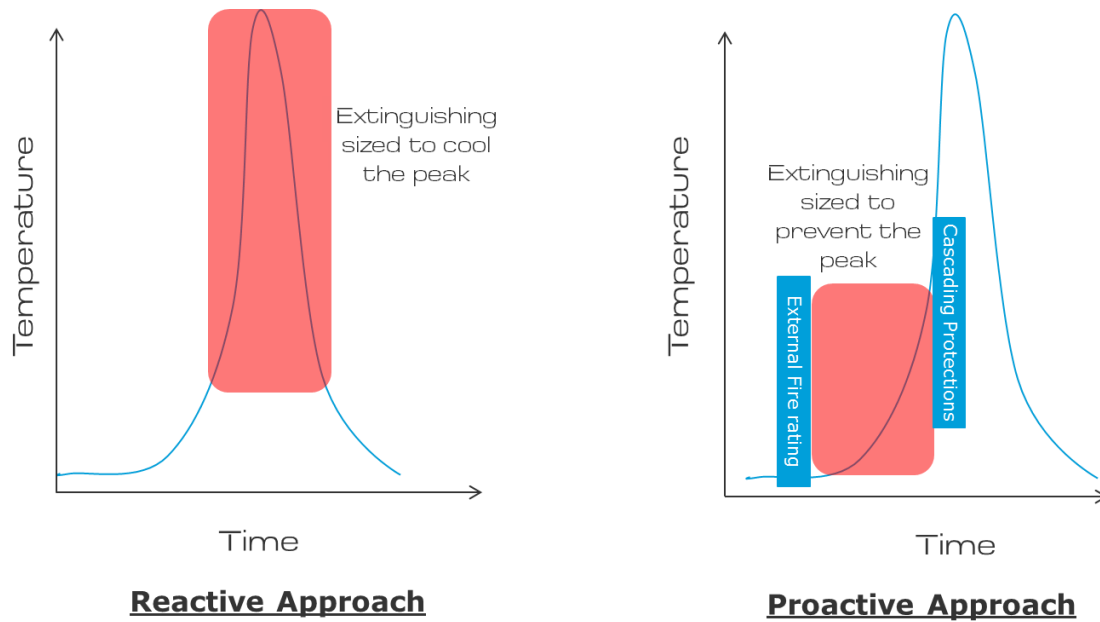 Temperature
Extinguishing
sized to cool
the peak
Time
Reactive Approach
Temperature
Extinguishing
sized to
prevent the
peak
External Fire rating
Cascading Protections
Time
Proactive Approach